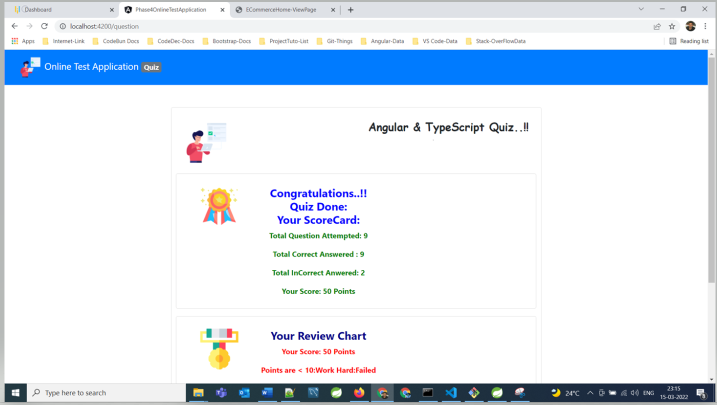 Dashboard
Phase4OnlineTestApplication
ECommerceHome-ViewPage
localhost:4200/question
Apps
Internet-Link
CodeBun Docs
CodeDec-Docs
Bootstrap-Docs
ProjectTuto-List
Git-Things
Angular-Data
VS Code-Data
Stack-OverFlowData
Reading list
Online Test Application Quiz
Angular & TypeScript Quiz..!!
Congratulations..!!
Quiz Done:
Your ScoreCard:
Total Question Attempted: 9
Total Correct Answered : 9
Total InCorrect Anwered: 2
Your Score: 50 Points
Your Review Chart
Your Score: 50 Points
Points are < 10:Work Hard:Failed
Type here to search
24°C
ENG
23:15
15-03-2022